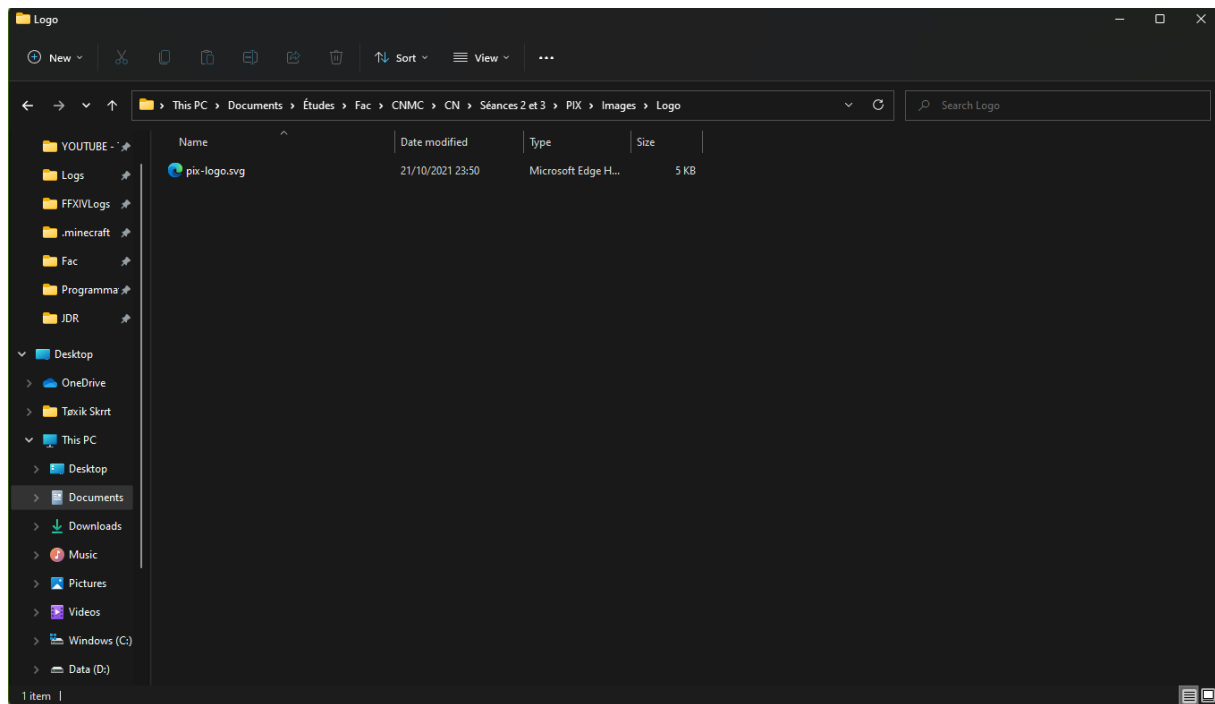 Logo
New
Sort
View
This PC > Documents > Études > Fac > CNMC > CN > Séances 2 et 3 > PIX > Images > Logo
Search Logo
Name
Date modified
Type
Size
pix-logo.svg
21/10/2021 23:50
Microsoft Edge H...
5 KB
YOUTUBE -
Logs
FFXIVLogs
.minecraft
Fac
Programma
JDR
Desktop
OneDrive
Tøxik Skrrt
This PC
Desktop
Documents
Downloads
Music
Pictures
Videos
Windows (C:)
Data (D:)
1 item